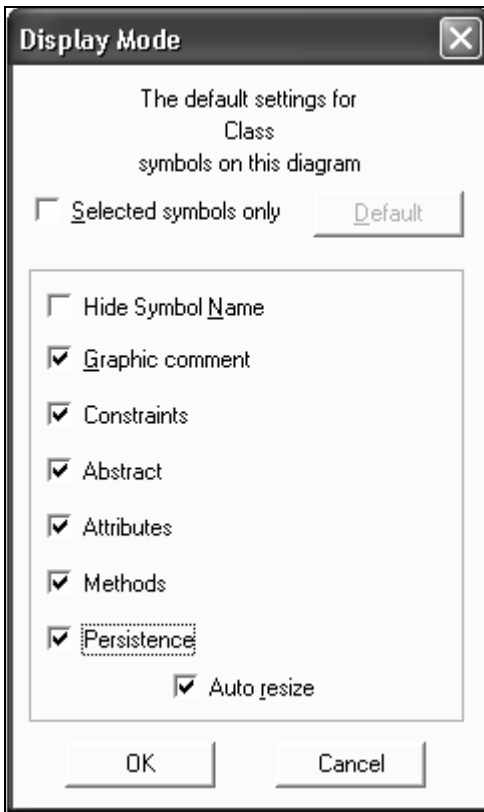 Display Mode
The default settings for
Class
symbols on this diagram
Selected symbols only Default
Hide Symbol Name
Graphic comment
Constraints
Abstract
Attributes
Methods
Persistence
Auto resize
OK Cancel